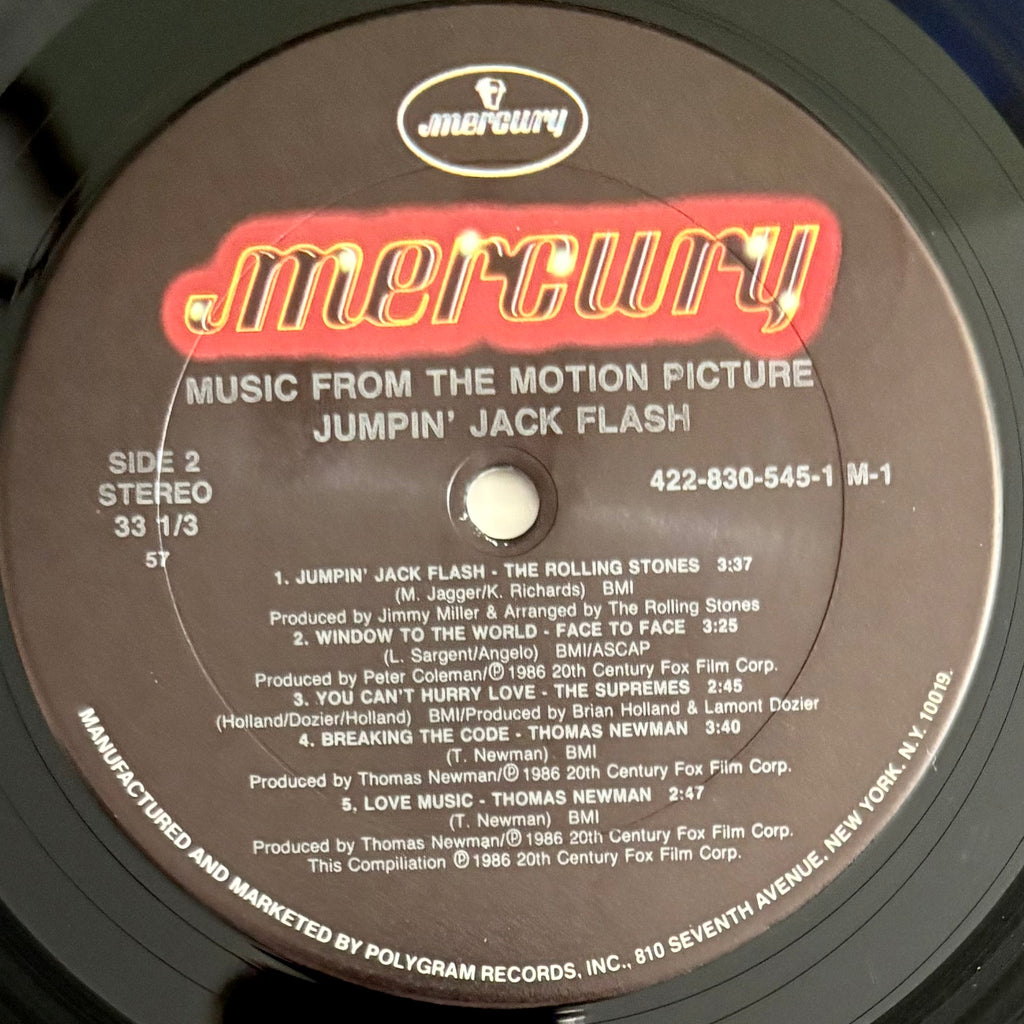 mercury
mercury
MUSIC FROM THE MOTION PICTURE
JUMPIN' JACK FLASH
SIDE 2
STEREO
33 1/3
57
422-830-545-1 M-1
1. JUMPIN' JACK FLASH - THE ROLLING STONES 3:37
(M. Jagger/K. Richards) BMI
Produced by Jimmy Miller & Arranged by The Rolling Stones
2. WINDOW TO THE WORLD - FACE TO FACE 3:25
(L. Sargent/Angelo) BMI/ASCAP
Produced by Peter Coleman/℗ 1986 20th Century Fox Film Corp.
3. YOU CAN'T HURRY LOVE - THE SUPREMES 2:45
(Holland/Dozier/Holland) BMI/Produced by Brian Holland & Lamont Dozier
4. BREAKING THE CODE - THOMAS NEWMAN 3:40
(T. Newman) BMI
Produced by Thomas Newman/℗ 1986 20th Century Fox Film Corp.
5. LOVE MUSIC - THOMAS NEWMAN 2:47
(T. Newman) BMI
Produced by Thomas Newman/℗ 1986 20th Century Fox Film Corp.
This Compiliation ℗ 1986 20th Century Fox Film Corp.
MANUFACTURED AND MARKETED BY POLYGRAM RECORDS, INC., 810 SEVENTH AVENUE, NEW YORK, N.Y. 10019.